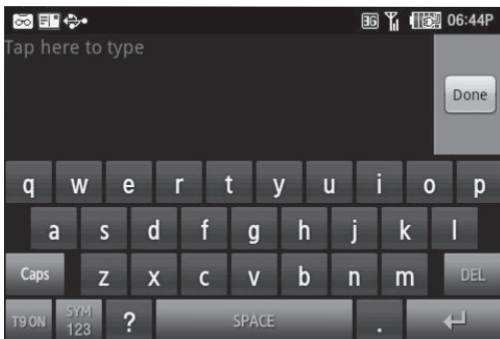 3G 06:44P
Tap here to type
Done
q w e r t y u i o p
a s d f g h j k l
Caps z x c v b n m DEL
T9 ON SYM 123 ? SPACE .